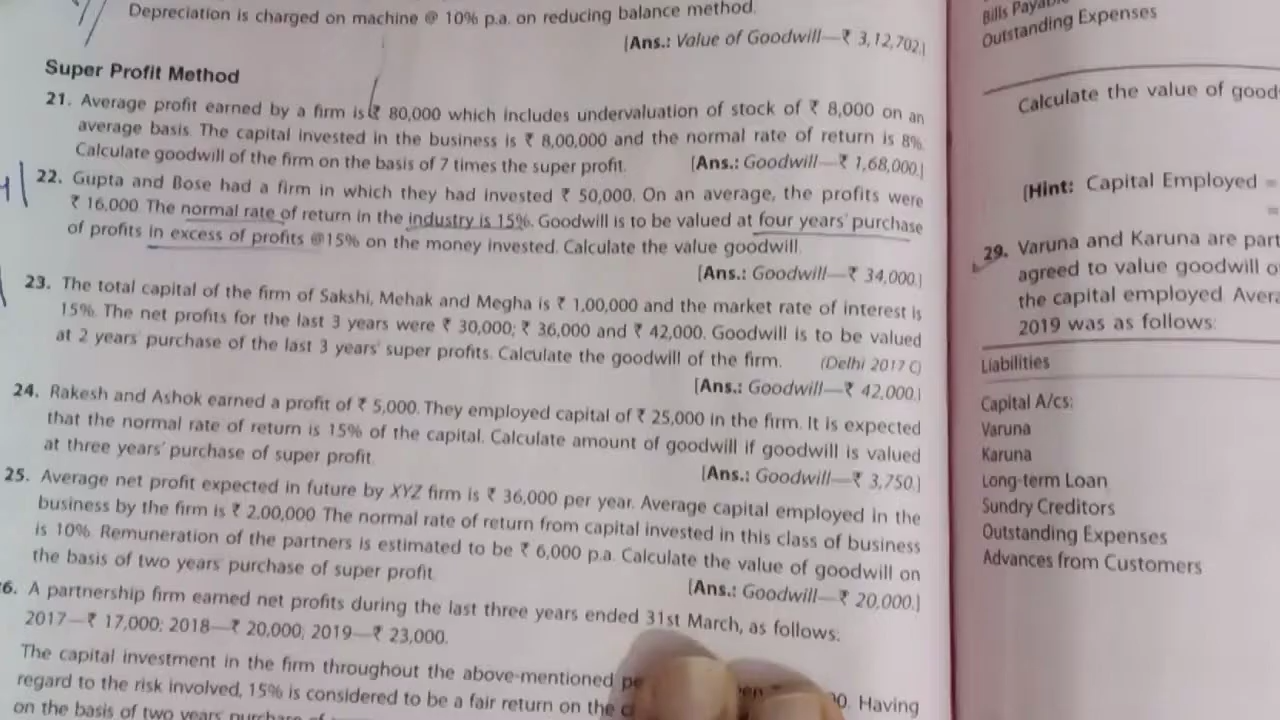 Depreciation is charged on machine @ 10% p.a. on reducing balance method.
[Ans.: Value of Goodwill—₹ 3,12,702.]
Super Profit Method
21. Average profit earned by a firm is ₹ 80,000 which includes undervaluation of stock of ₹ 8,000 on an
average basis. The capital invested in the business is ₹ 8,00,000 and the normal rate of return is 8%.
Calculate goodwill of the firm on the basis of 7 times the super profit. [Ans.: Goodwill—₹ 1,68,000.]
22. Gupta and Bose had a firm in which they had invested ₹ 50,000. On an average, the profits were
₹ 16,000. The normal rate of return in the industry is 15%. Goodwill is to be valued at four years' purchase
of profits in excess of profits @15% on the money invested. Calculate the value goodwill.
[Ans.: Goodwill—₹ 34,000.]
23. The total capital of the firm of Sakshi, Mehak and Megha is ₹ 1,00,000 and the market rate of interest is
15%. The net profits for the last 3 years were ₹ 30,000; ₹ 36,000 and ₹ 42,000. Goodwill is to be valued
at 2 years' purchase of the last 3 years' super profits. Calculate the goodwill of the firm. (Delhi 2017 C)
[Ans.: Goodwill—₹ 42,000.]
24. Rakesh and Ashok earned a profit of ₹ 5,000. They employed capital of ₹ 25,000 in the firm. It is expected
that the normal rate of return is 15% of the capital. Calculate amount of goodwill if goodwill is valued
at three years' purchase of super profit. [Ans.: Goodwill—₹ 3,750.]
25. Average net profit expected in future by XYZ firm is ₹ 36,000 per year. Average capital employed in the
business by the firm is ₹ 2,00,000. The normal rate of return from capital invested in this class of business
is 10%. Remuneration of the partners is estimated to be ₹ 6,000 p.a. Calculate the value of goodwill on
the basis of two years' purchase of super profit. [Ans.: Goodwill—₹ 20,000.]
6. A partnership firm earned net profits during the last three years ended 31st March, as follows:
2017—₹ 17,000; 2018—₹ 20,000; 2019—₹ 23,000.
The capital investment in the firm throughout the above-mentioned 0. Having
regard to the risk involved, 15% is considered to be a fair return on the
on the basis of two years' purchase
Bills
Outstanding Expenses
Calculate the value of good
[Hint: Capital Employed =
=
29. Varuna and Karuna are part
agreed to value goodwill o
the capital employed. Avera
2019 was as follows:
Liabilities
Capital A/cs:
Varuna
Karuna
Long-term Loan
Sundry Creditors
Outstanding Expenses
Advances from Customers